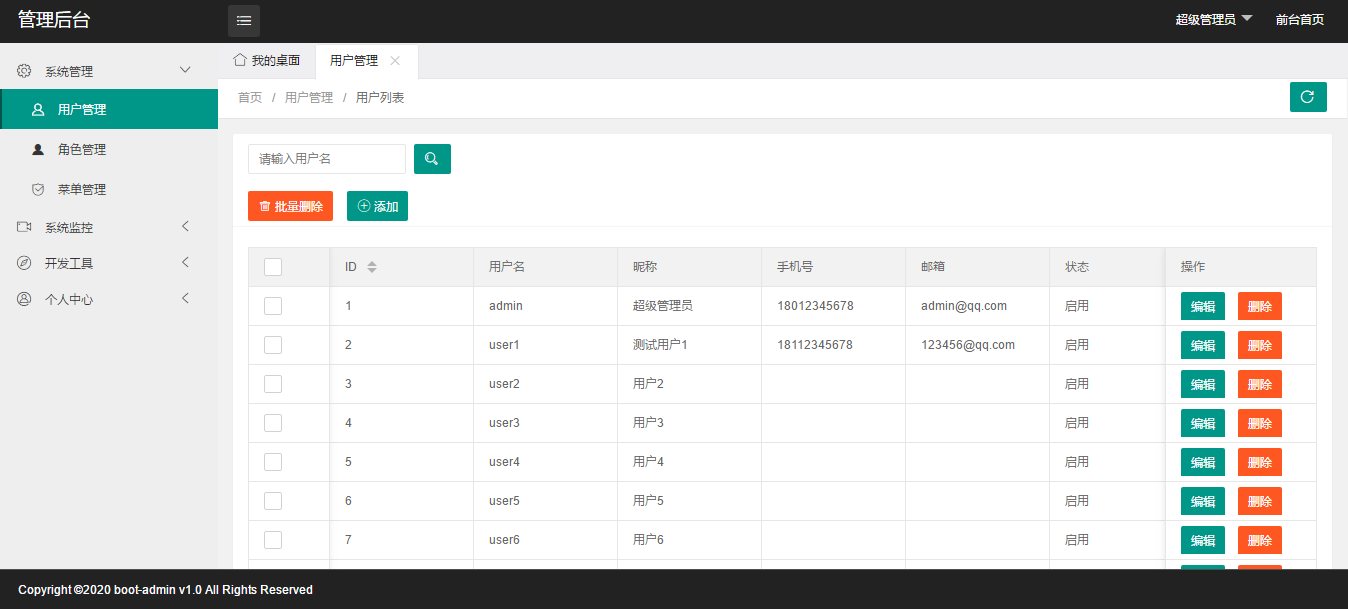 管理后台
超级管理员 前台首页
系统管理
用户管理
角色管理
菜单管理
系统监控
开发工具
个人中心
我的桌面 用户管理
首页 / 用户管理 / 用户列表
请输入用户名
批量删除 添加
ID 用户名 昵称 手机号 邮箱 状态 操作
1 admin 超级管理员 18012345678 admin@qq.com 启用 编辑 删除
2 user1 测试用户1 18112345678 123456@qq.com 启用 编辑 删除
3 user2 用户2 启用 编辑 删除
4 user3 用户3 启用 编辑 删除
5 user4 用户4 启用 编辑 删除
6 user5 用户5 启用 编辑 删除
7 user6 用户6 启用 编辑 删除
Copyright ©2020 boot-admin v1.0 All Rights Reserved